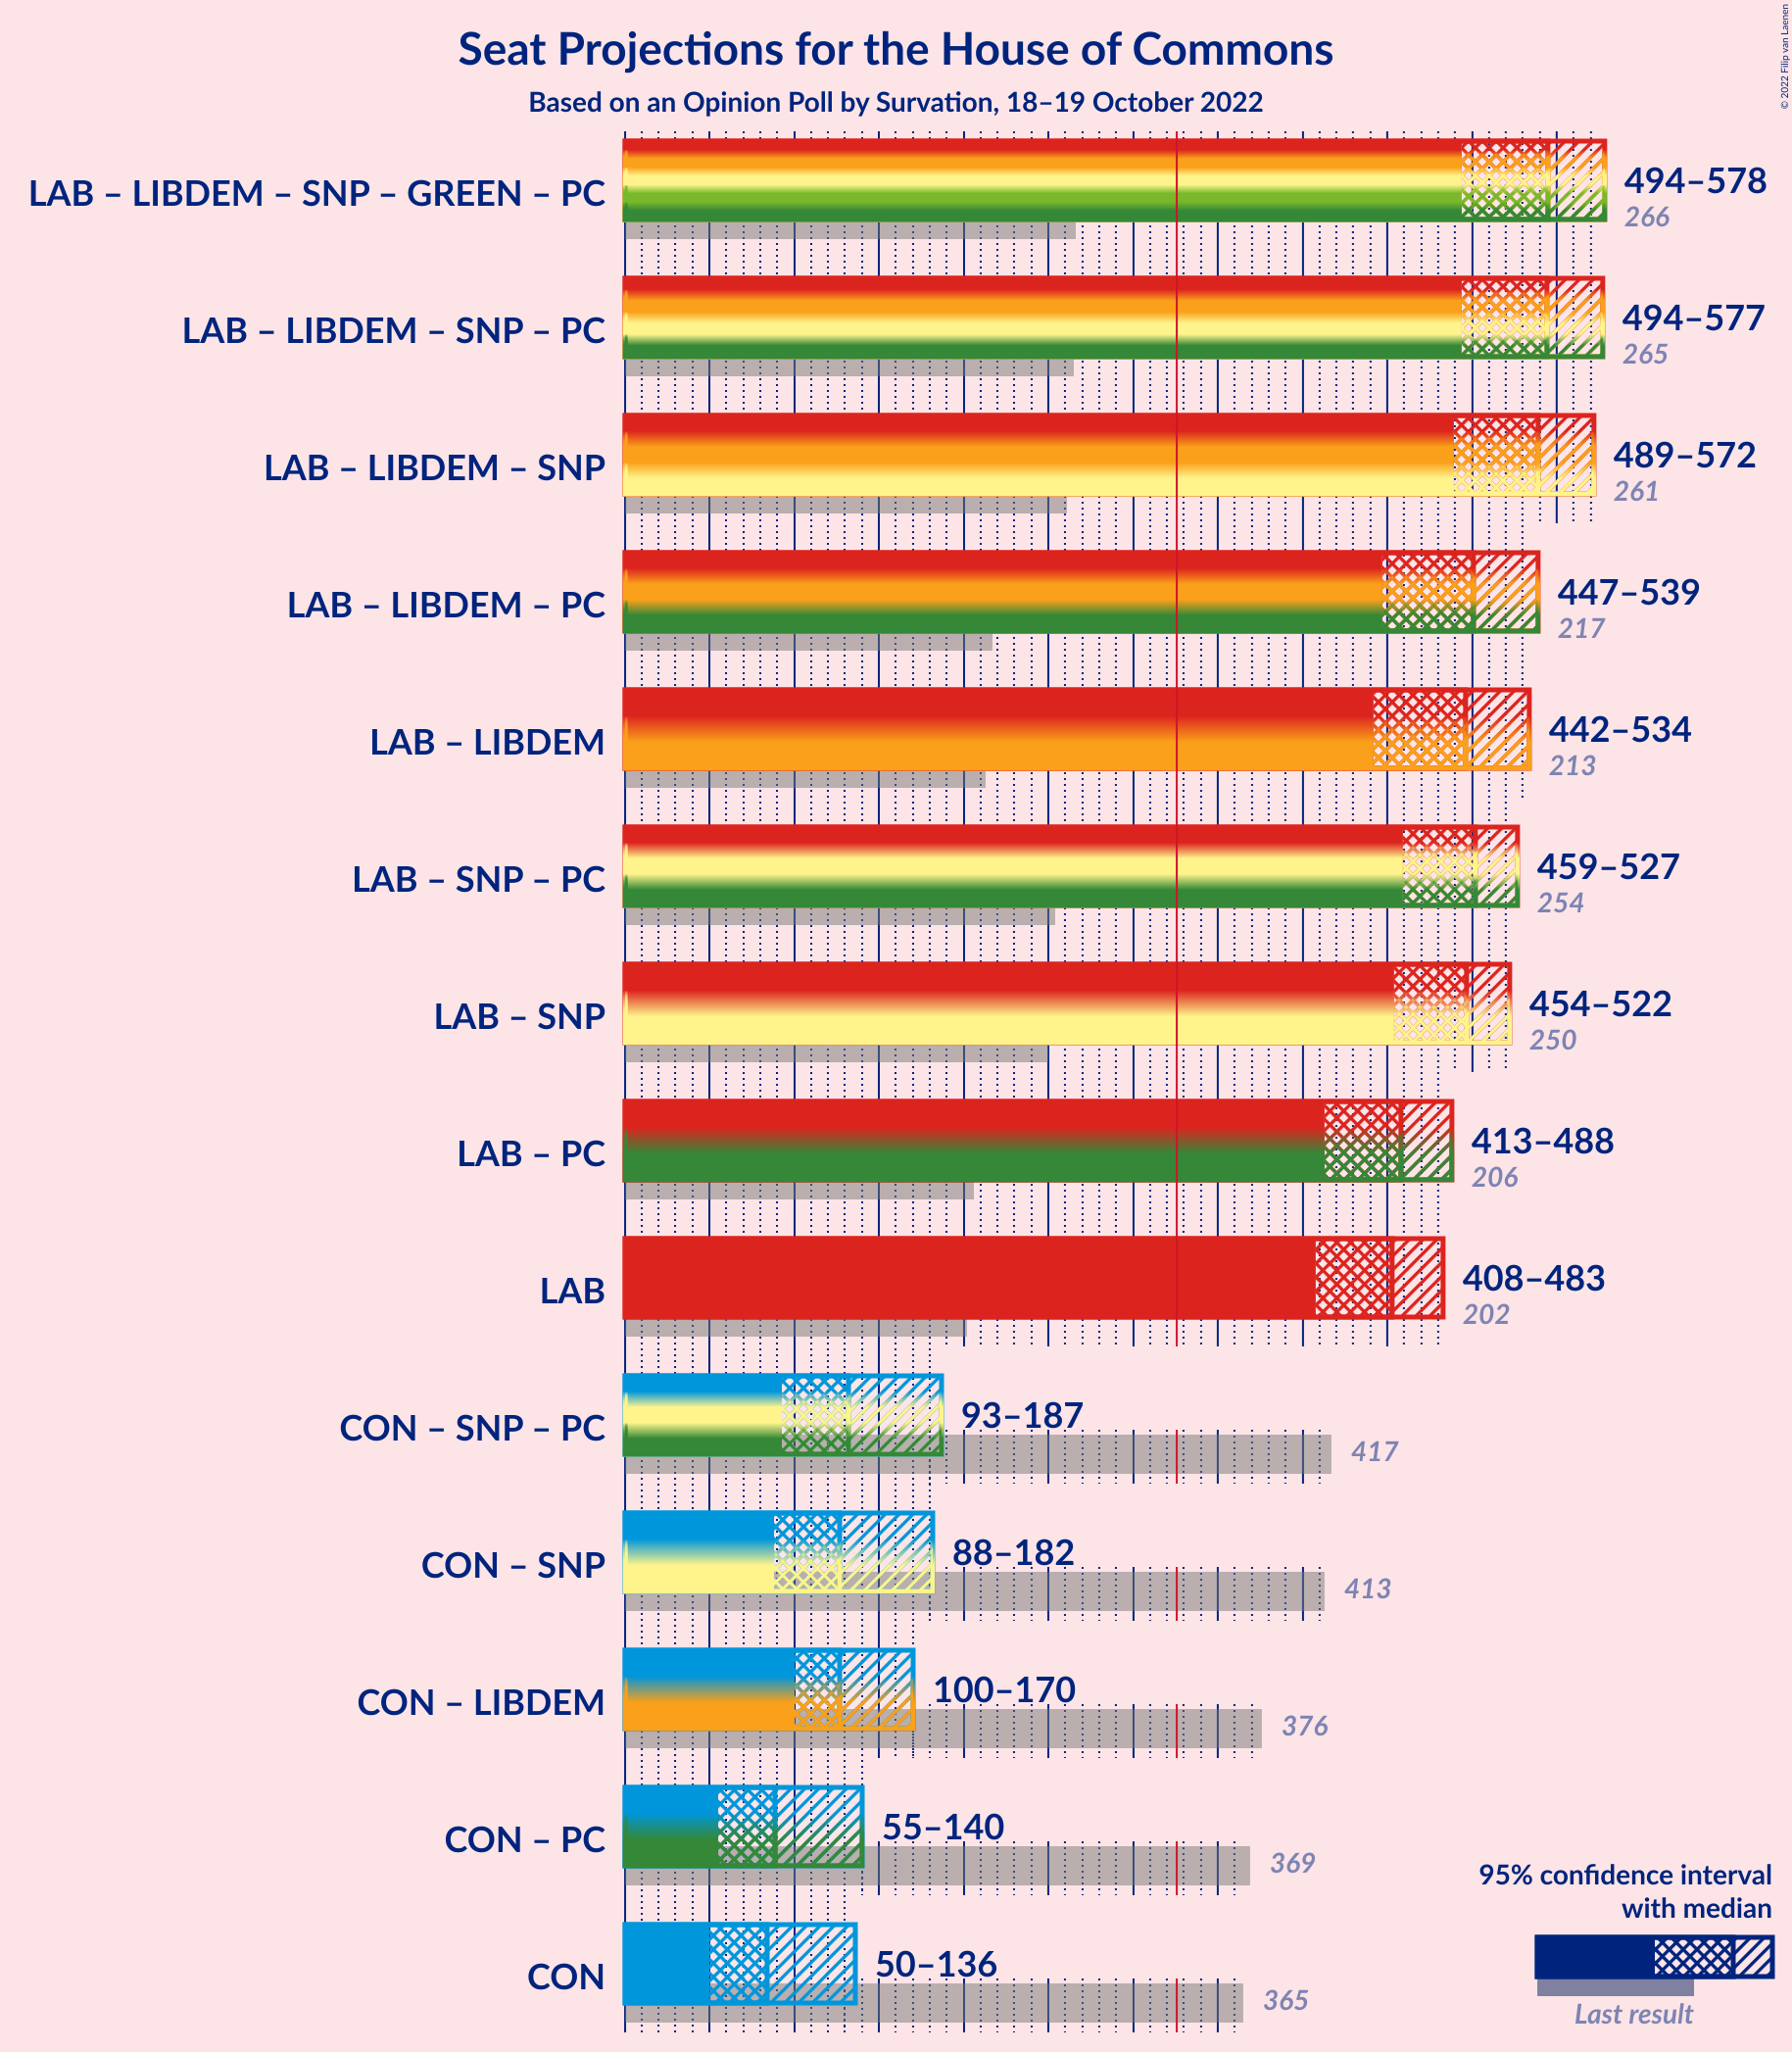 Seat Projections for the House of Commons
Based on an Opinion Poll by Survation, 18–19 October 2022
© 2022 Filip van Laenen
LAB – LIBDEM – SNP – GREEN – PC
494–578
266
LAB – LIBDEM – SNP – PC
494–577
265
LAB – LIBDEM – SNP
489–572
261
LAB – LIBDEM – PC
447–539
217
LAB – LIBDEM
442–534
213
LAB – SNP – PC
459–527
254
LAB – SNP
454–522
250
LAB – PC
413–488
206
LAB
408–483
202
CON – SNP – PC
93–187
417
CON – SNP
88–182
413
CON – LIBDEM
100–170
376
CON – PC
55–140
369
CON
50–136
365
95% confidence interval
with median
Last result